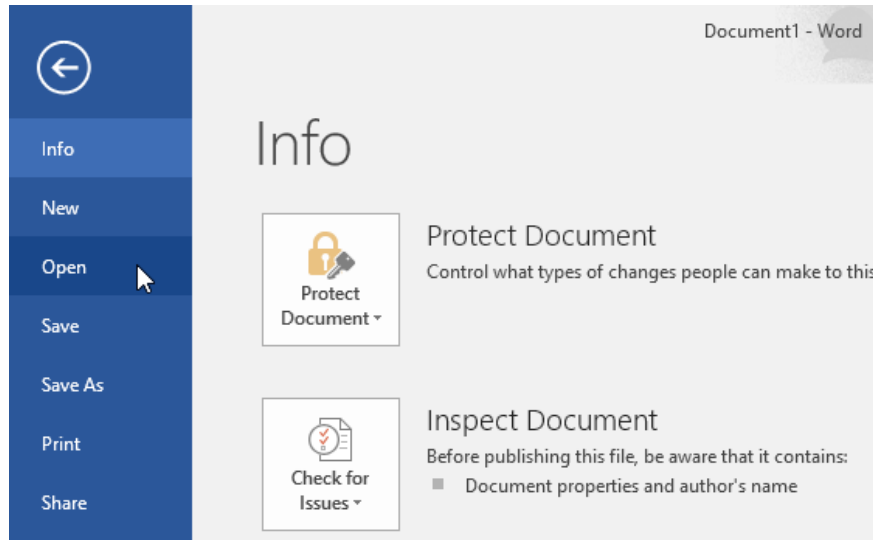 Document1 - Word
Info
New
Open
Save
Save As
Print
Share
Info
Protect
Document
Protect Document
Control what types of changes people can make to this
Check for
Issues
Inspect Document
Before publishing this file, be aware that it contains:
Document properties and author's name